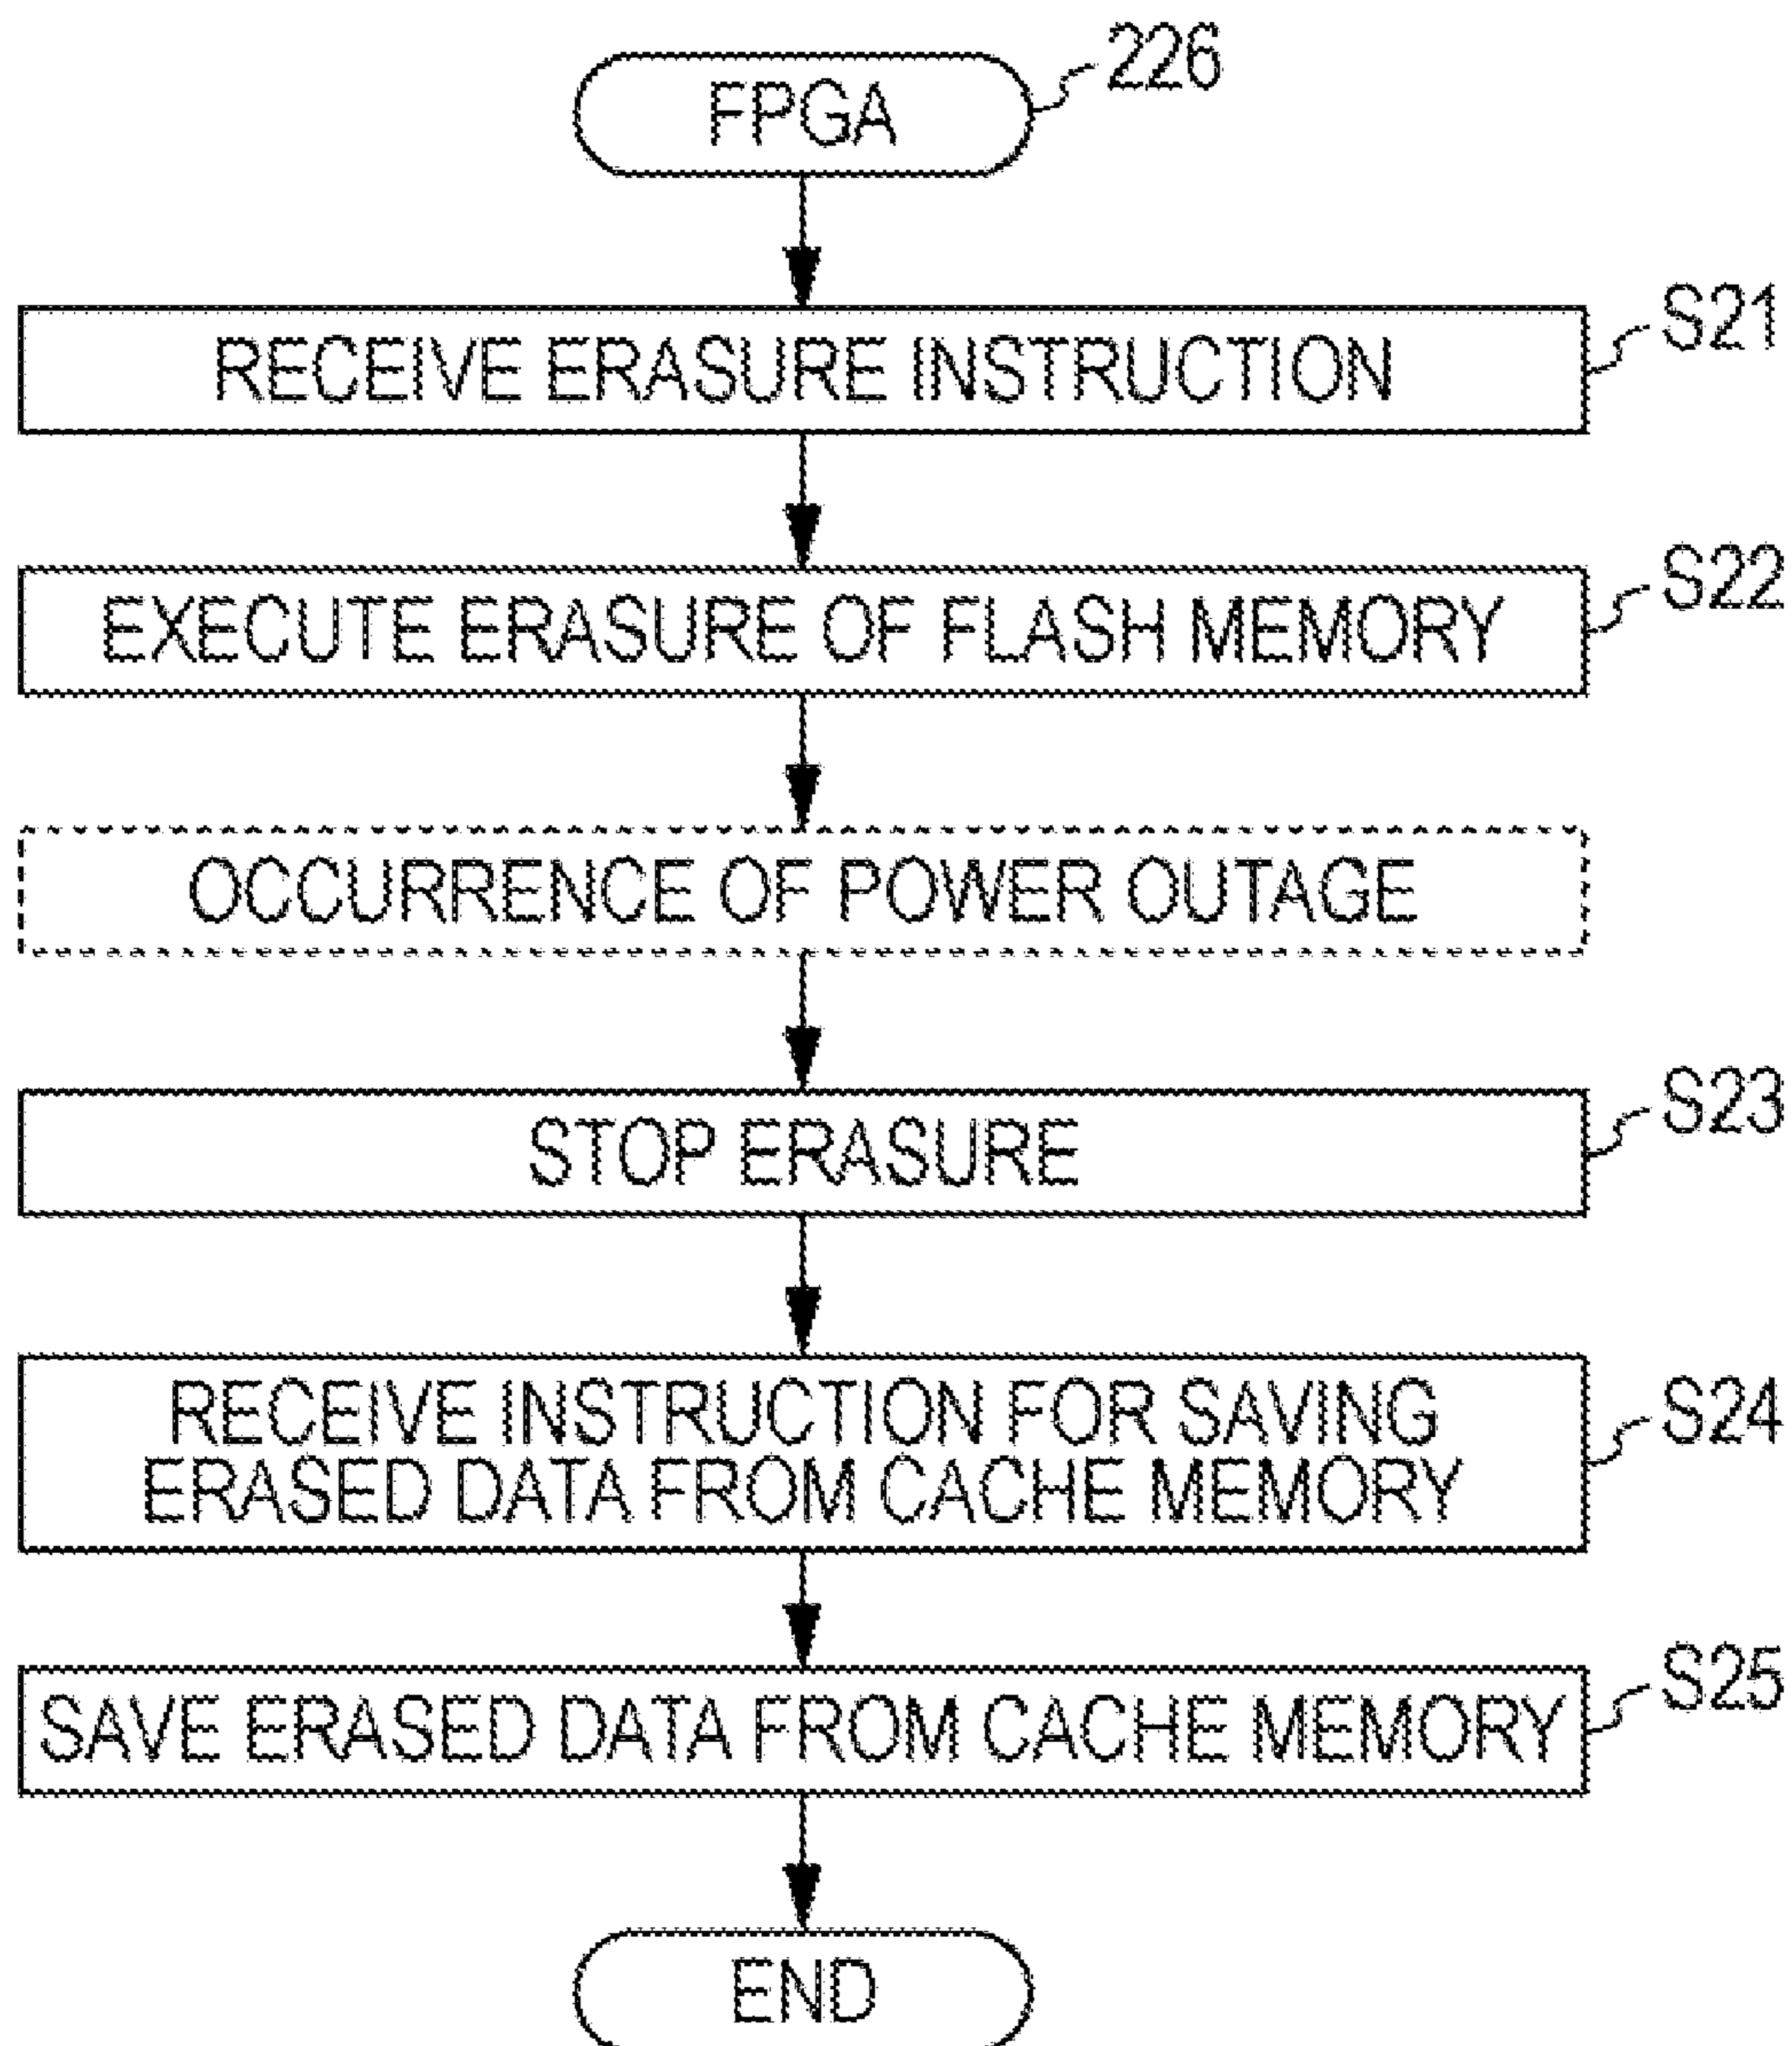 FPGA
226
RECEIVE ERASURE INSTRUCTION
S21
EXECUTE ERASURE OF FLASH MEMORY
S22
OCCURRENCE OF POWER OUTAGE
STOP ERASURE
S23
RECEIVE INSTRUCTION FOR SAVING
ERASED DATA FROM CACHE MEMORY
S24
SAVE ERASED DATA FROM CACHE MEMORY
S25
END